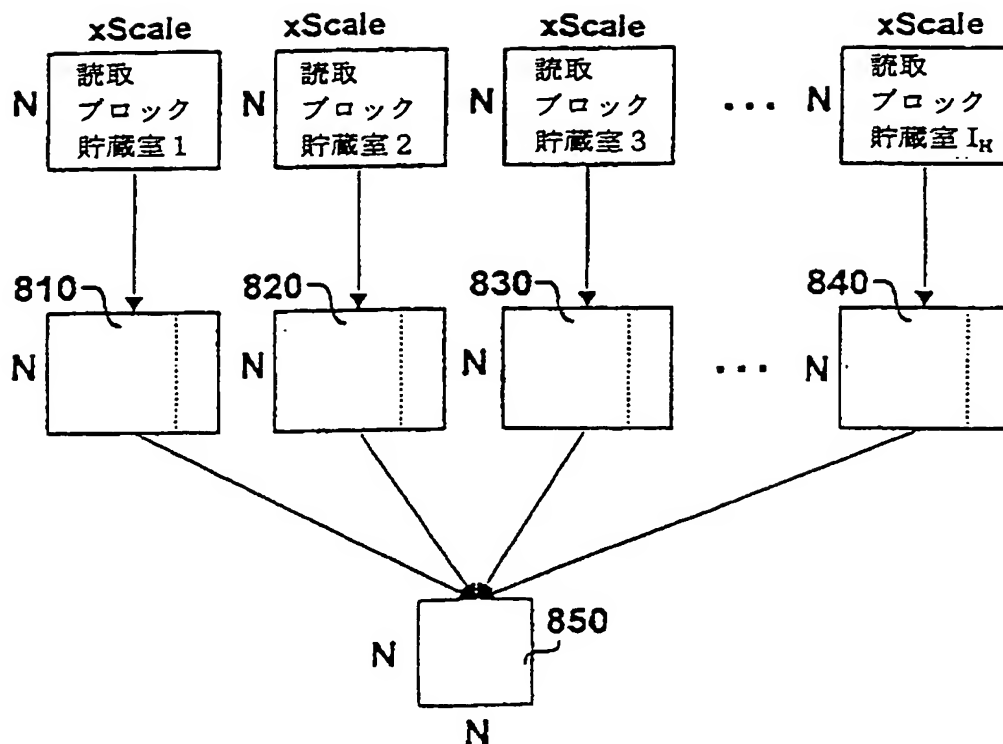 xScale xScale xScale xScale
N 読取 ブロック 貯蔵室1
N 読取 ブロック 貯蔵室2
N 読取 ブロック 貯蔵室3
... N 読取 ブロック 貯蔵室 I_H
810 820 830 840
N N N ... N
850
N
N